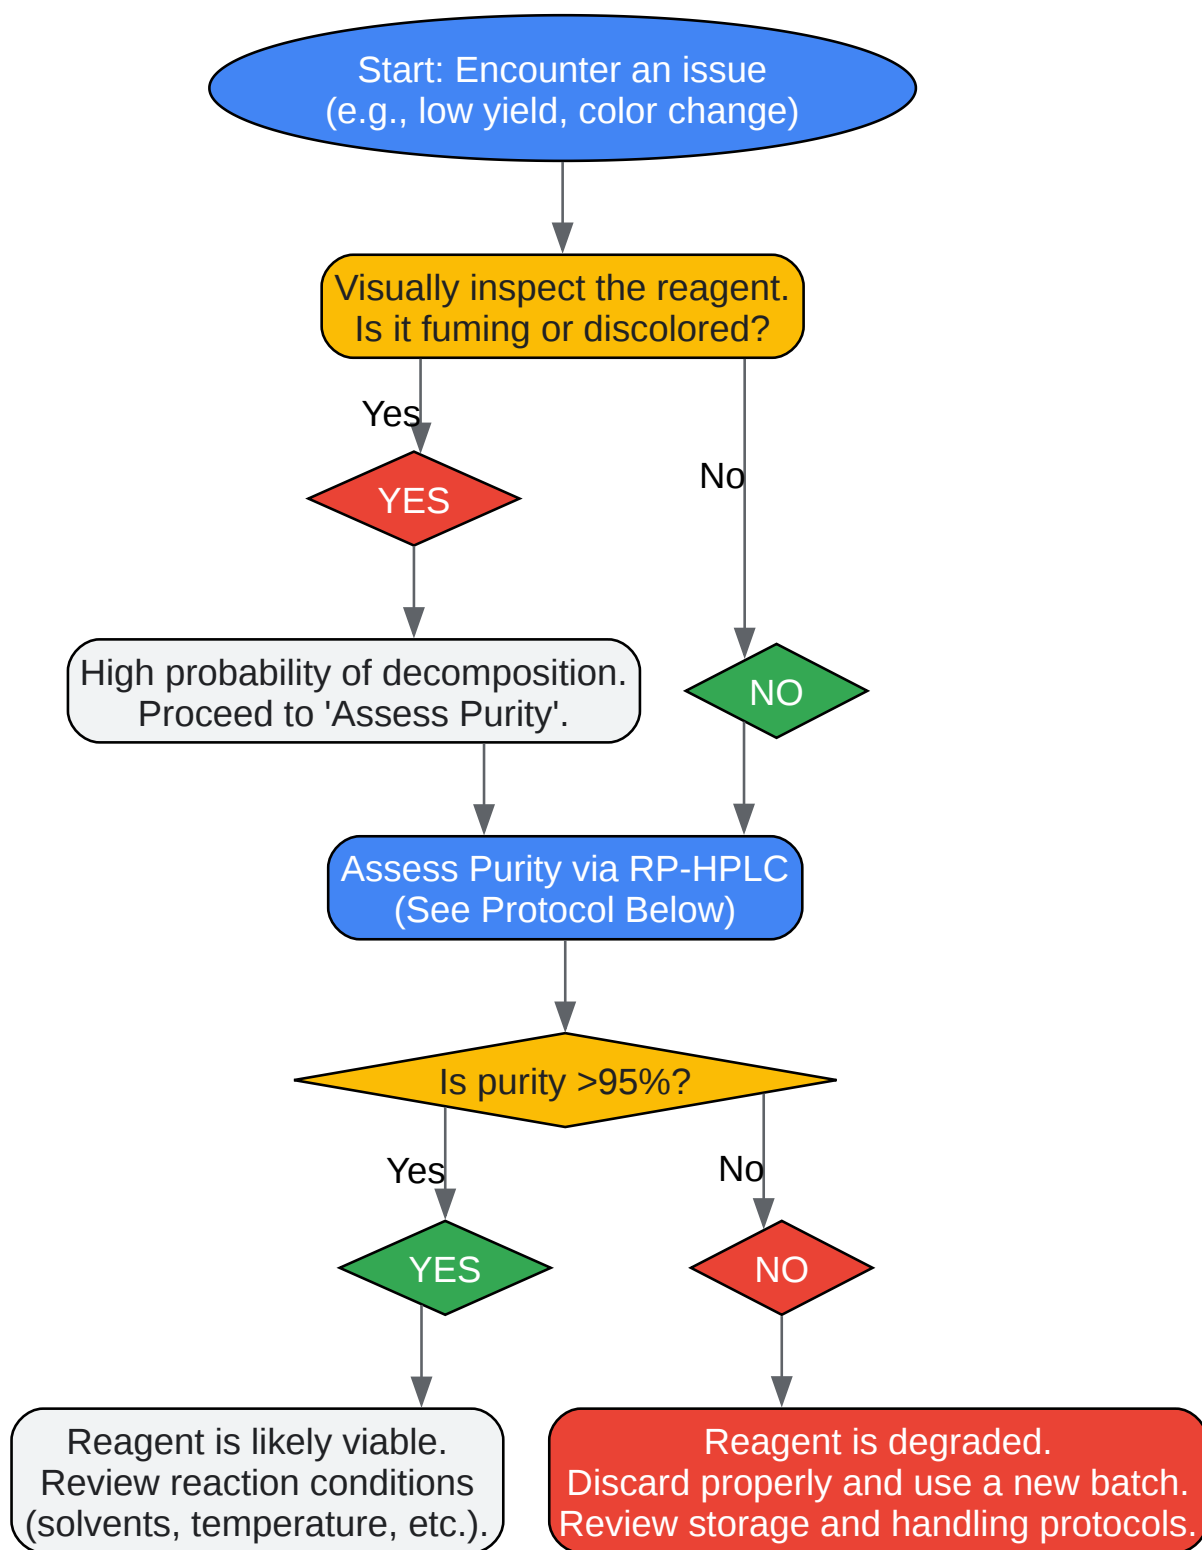 Start: Encounter an issue
(e.g., low yield, color change)
Visually inspect the reagent.
Is it fuming or discolored?
Yes
No
YES
High probability of decomposition.
Proceed to 'Assess Purity'.
NO
Assess Purity via RP-HPLC
(See Protocol Below)
Is purity >95%?
Yes
No
YES
NO
Reagent is likely viable.
Review reaction conditions
(solvents, temperature, etc.).
Reagent is degraded.
Discard properly and use a new batch.
Review storage and handling protocols.